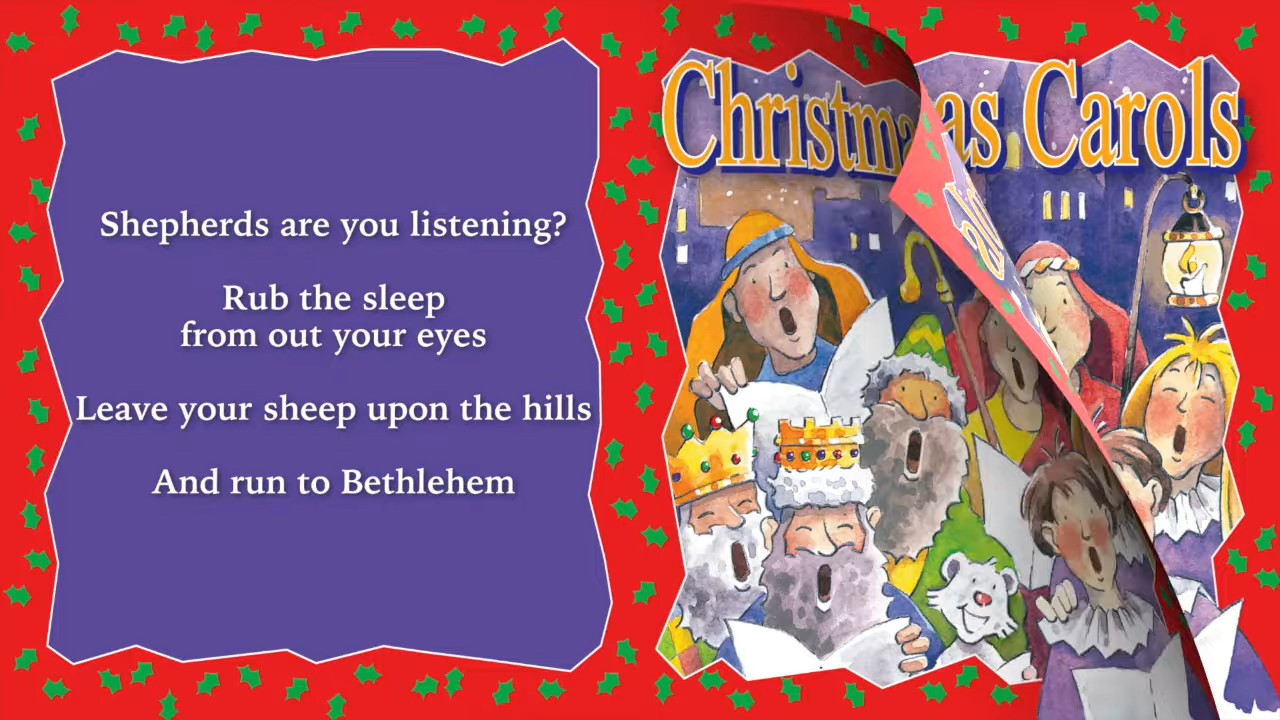 Shepherds are you listening?
Rub the sleep
from out your eyes
Leave your sheep upon the hills
And run to Bethlehem
Christmas Carols